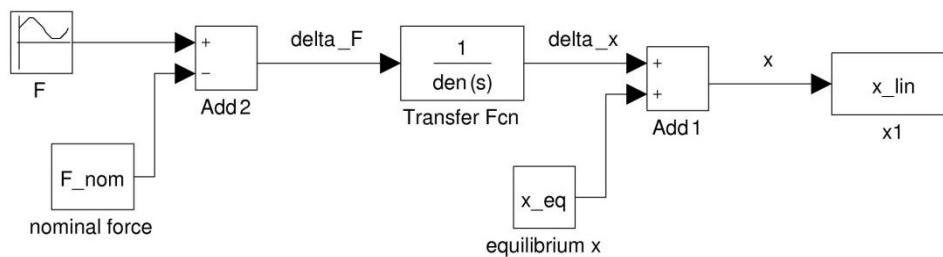 F
+
−
Add2
F_nom
nominal force
delta_F
1
den(s)
Transfer Fcn
delta_x
+
+
Add1
x_eq
equilibrium x
x
x_lin
x1